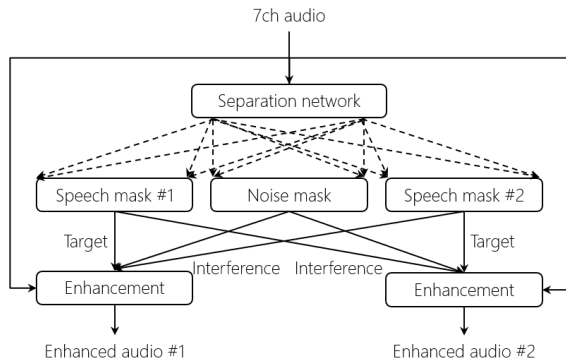 7ch audio
Separation network
Speech mask #1 Noise mask Speech mask #2
Target Interference Interference Target
Enhancement Enhancement
Enhanced audio #1 Enhanced audio #2